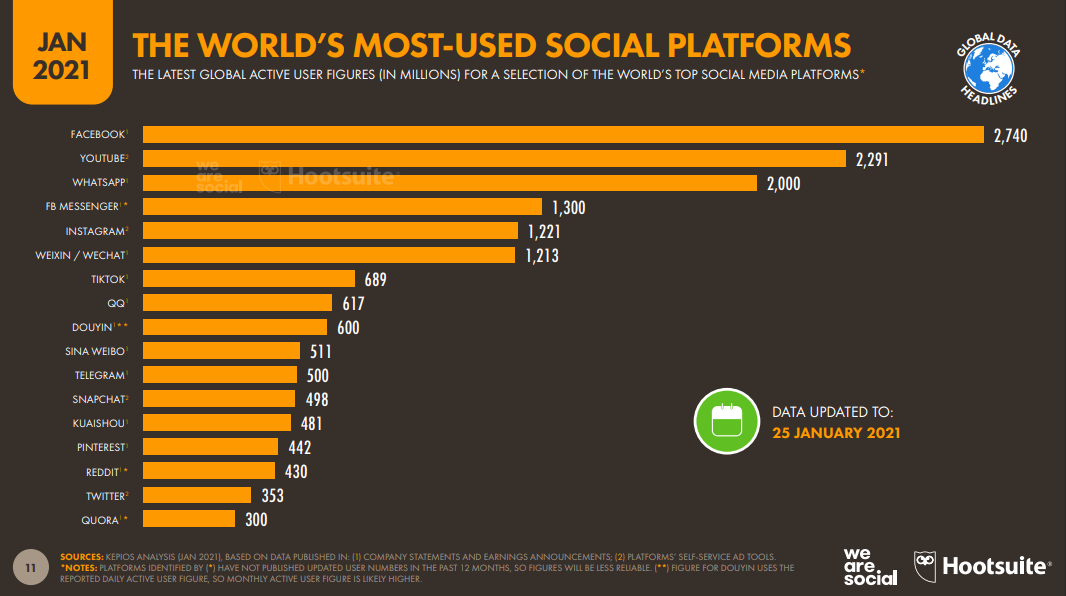 JAN
2021
THE WORLD'S MOST-USED SOCIAL PLATFORMS
THE LATEST GLOBAL ACTIVE USER FIGURES (IN MILLIONS) FOR A SELECTION OF THE WORLD'S TOP SOCIAL MEDIA PLATFORMS*
GLOBAL DATA
HEADLINES
FACEBOOK¹ 2,740
YOUTUBE² 2,291
we
are
social Hootsuite®
WHATSAPP¹ 2,000
FB MESSENGER¹* 1,300
INSTAGRAM² 1,221
WEIXIN / WECHAT¹ 1,213
TIKTOK¹ 689
QQ¹ 617
DOUYIN¹** 600
SINA WEIBO¹ 511
TELEGRAM¹ 500
SNAPCHAT² 498
KUAISHOU¹ 481
PINTEREST¹ 442
REDDIT¹* 430
TWITTER² 353
QUORA¹* 300
DATA UPDATED TO:
25 JANUARY 2021
11
SOURCES: KEPIOS ANALYSIS (JAN 2021), BASED ON DATA PUBLISHED IN: (1) COMPANY STATEMENTS AND EARNINGS ANNOUNCEMENTS; (2) PLATFORMS' SELF-SERVICE AD TOOLS.
*NOTES: PLATFORMS IDENTIFIED BY (*) HAVE NOT PUBLISHED UPDATED USER NUMBERS IN THE PAST 12 MONTHS, SO FIGURES WILL BE LESS RELIABLE. (**) FIGURE FOR DOUYIN USES THE
REPORTED DAILY ACTIVE USER FIGURE, SO MONTHLY ACTIVE USER FIGURE IS LIKELY HIGHER.
we
are
social
Hootsuite®